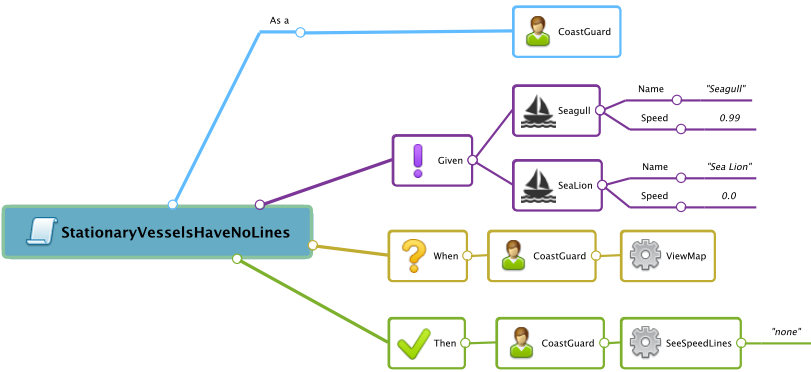 As a
CoastGuard
StationaryVesselsHaveNoLines
Given
Seagull
Name
"Seagull"
Speed
0.99
SeaLion
Name
"Sea Lion"
Speed
0.0
When
CoastGuard
ViewMap
Then
CoastGuard
SeeSpeedLines
"none"